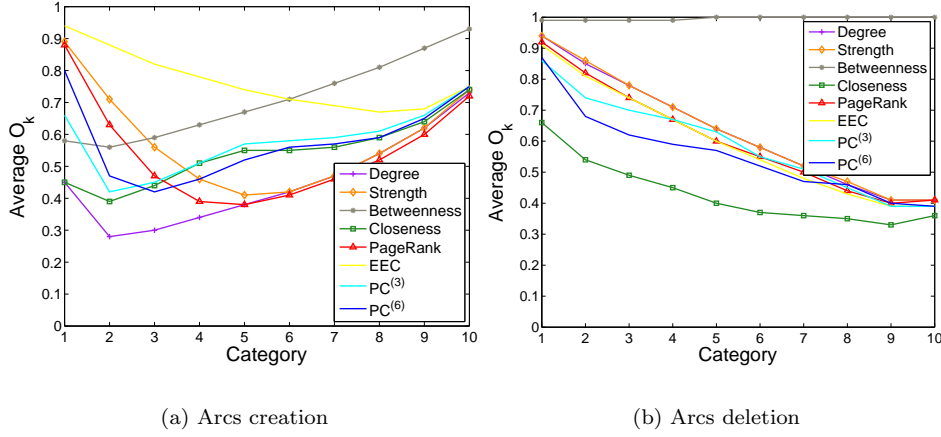 1
0.9
0.8
0.7
0.6
0.5
0.4
0.3
0.2
0.1
0
Average O_k
1 2 3 4 5 6 7 8 9 10
Category
Degree
Strength
Betweenness
Closeness
PageRank
EEC
PC^(3)
PC^(6)
(a) Arcs creation
1
0.9
0.8
0.7
0.6
0.5
0.4
0.3
0.2
0.1
0
Average O_k
1 2 3 4 5 6 7 8 9 10
Category
Degree
Strength
Betweenness
Closeness
PageRank
EEC
PC^(3)
PC^(6)
(b) Arcs deletion